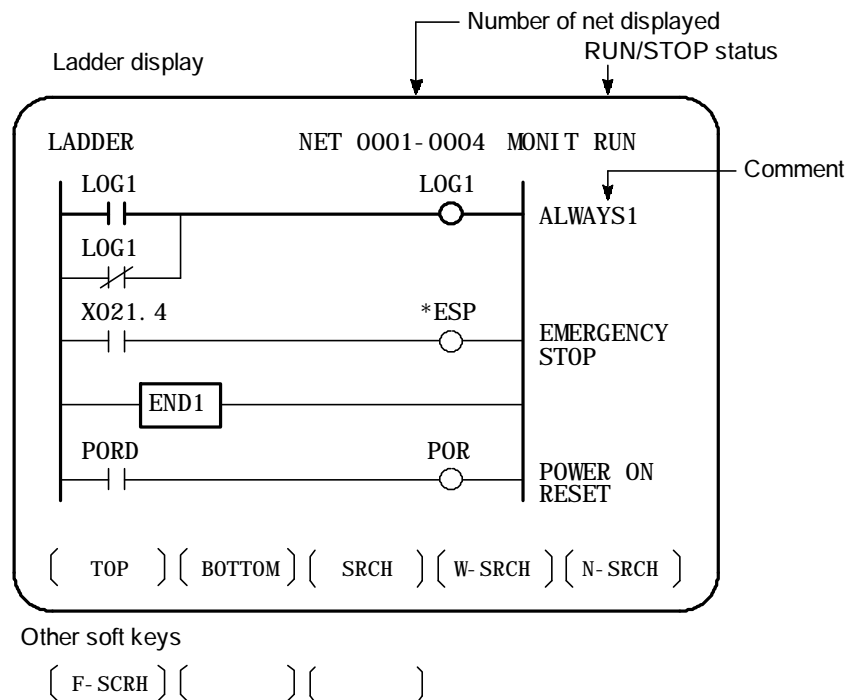 Number of net displayed
RUN/STOP status
Ladder display
LADDER NET 0001-0004 MONIT RUN
Comment
LOG1 LOG1
ALWAYS1
LOG1
X021.4 *ESP
EMERGENCY
STOP
END1
PORD POR
POWER ON
RESET
TOP BOTTOM SRCH W-SRCH N-SRCH
Other soft keys
F-SCRH